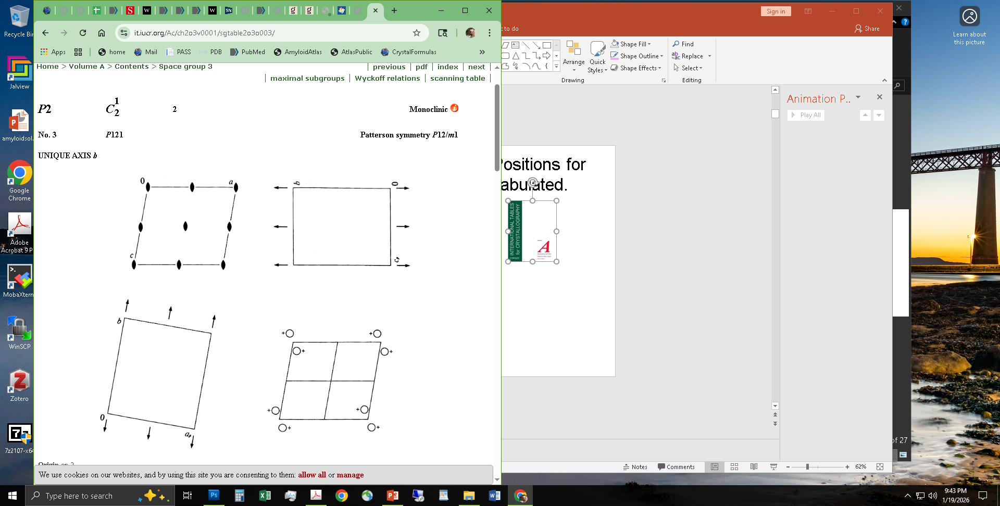 Recycle Bin
Jalview
amyloidsol.
Google
Chrome
Adobe
Acrobat 9 P
MobaXterm
WinSCP
Zotero
7z2107-x64
it.iucr.org/Ac/ch2o3v0001/sgtable2o3o003/
Apps
home
Mail
PASS
PDB
PubMed
AmyloidAtlas
AtlasPublic
CrystalFormulas
»
Home > Volume A > Contents > Space group 3
| previous | pdf | index | next
| maximal subgroups | Wyckoff relations | scanning table |
P2 C₂¹ 2 Monoclinic
No. 3 P121 Patterson symmetry P12/m1
UNIQUE AXIS b
0 a
c
b 0
cₚ
b
0
aₚ
+ +
+ +
+ +
+ +
Origin on 2
We use cookies on our websites, and by using this site you are consenting to them: allow all or manage
Sign in
t to do
Share
Arrange
Quick
Styles
Shape Fill
Shape Outline
Shape Effects
Drawing
Find
Replace
Select
Editing
Animation P..
Play All
Positions for
abulated.
INTERNATIONAL TABLES
for CRYSTALLOGRAPHY
WILEY
A
Notes
Comments
62%
of 27
Learn about
this picture
Type here to search
9:43 PM
1/19/2026